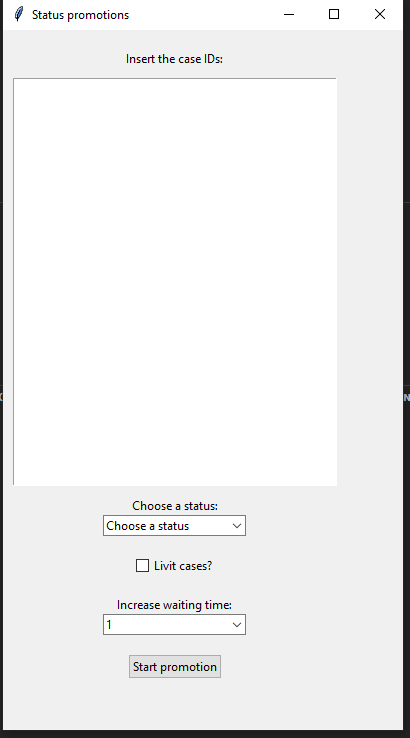 Status promotions
Insert the case IDs:
Choose a status:
Choose a status
Livit cases?
Increase waiting time:
1
Start promotion